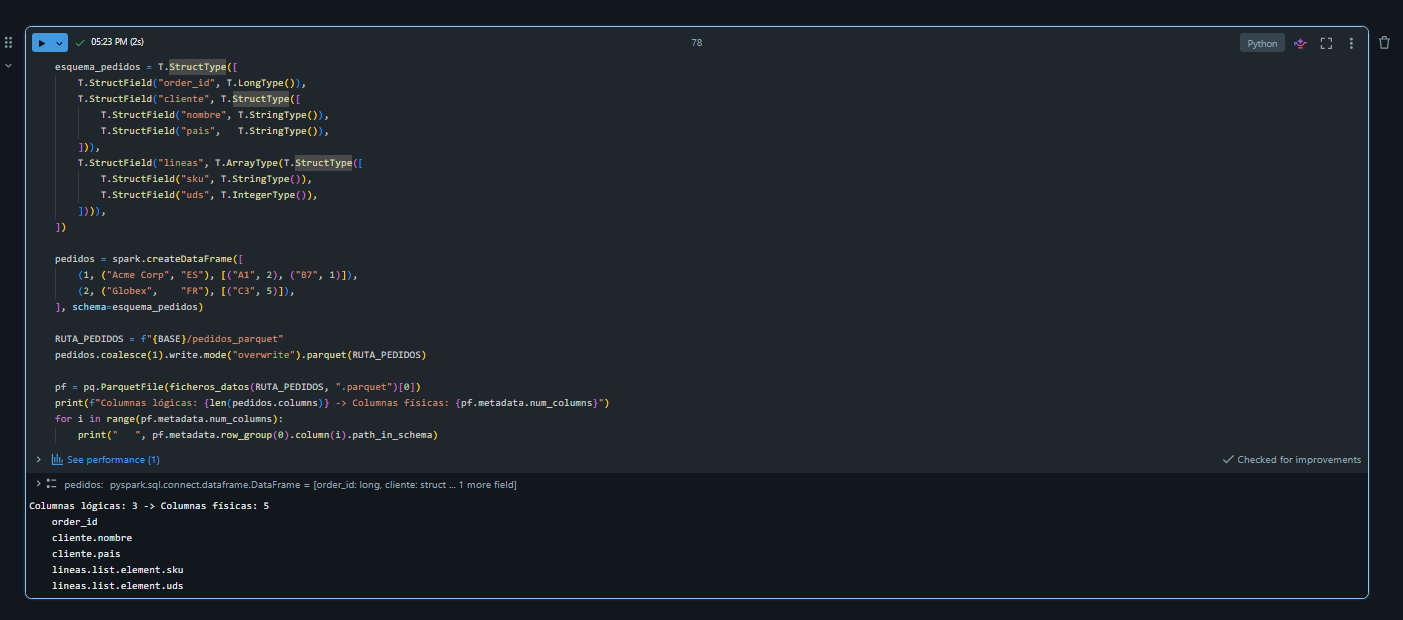 05:23 PM (2s)
78
Python
esquema_pedidos = T.StructType([
    T.StructField("order_id", T.LongType()),
    T.StructField("cliente", T.StructType([
        T.StructField("nombre", T.StringType()),
        T.StructField("pais",   T.StringType()),
    ])),
    T.StructField("lineas", T.ArrayType(T.StructType([
        T.StructField("sku", T.StringType()),
        T.StructField("uds", T.IntegerType()),
    ]))),
])
pedidos = spark.createDataFrame([
    (1, ("Acme Corp", "ES"), [("A1", 2), ("B7", 1)]),
    (2, ("Globex",    "FR"), [("C3", 5)]),
], schema=esquema_pedidos)
RUTA_PEDIDOS = f"{BASE}/pedidos_parquet"
pedidos.coalesce(1).write.mode("overwrite").parquet(RUTA_PEDIDOS)
pf = pq.ParquetFile(ficheros_datos(RUTA_PEDIDOS, ".parquet")[0])
print(f"Columnas lógicas: {len(pedidos.columns)} -> Columnas físicas: {pf.metadata.num_columns}")
for i in range(pf.metadata.num_columns):
    print("   ", pf.metadata.row_group(0).column(i).path_in_schema)
See performance (1)
Checked for improvements
pedidos: pyspark.sql.connect.dataframe.DataFrame = [order_id: long, cliente: struct ... 1 more field]
Columnas lógicas: 3 -> Columnas físicas: 5
    order_id
    cliente.nombre
    cliente.pais
    lineas.list.element.sku
    lineas.list.element.uds